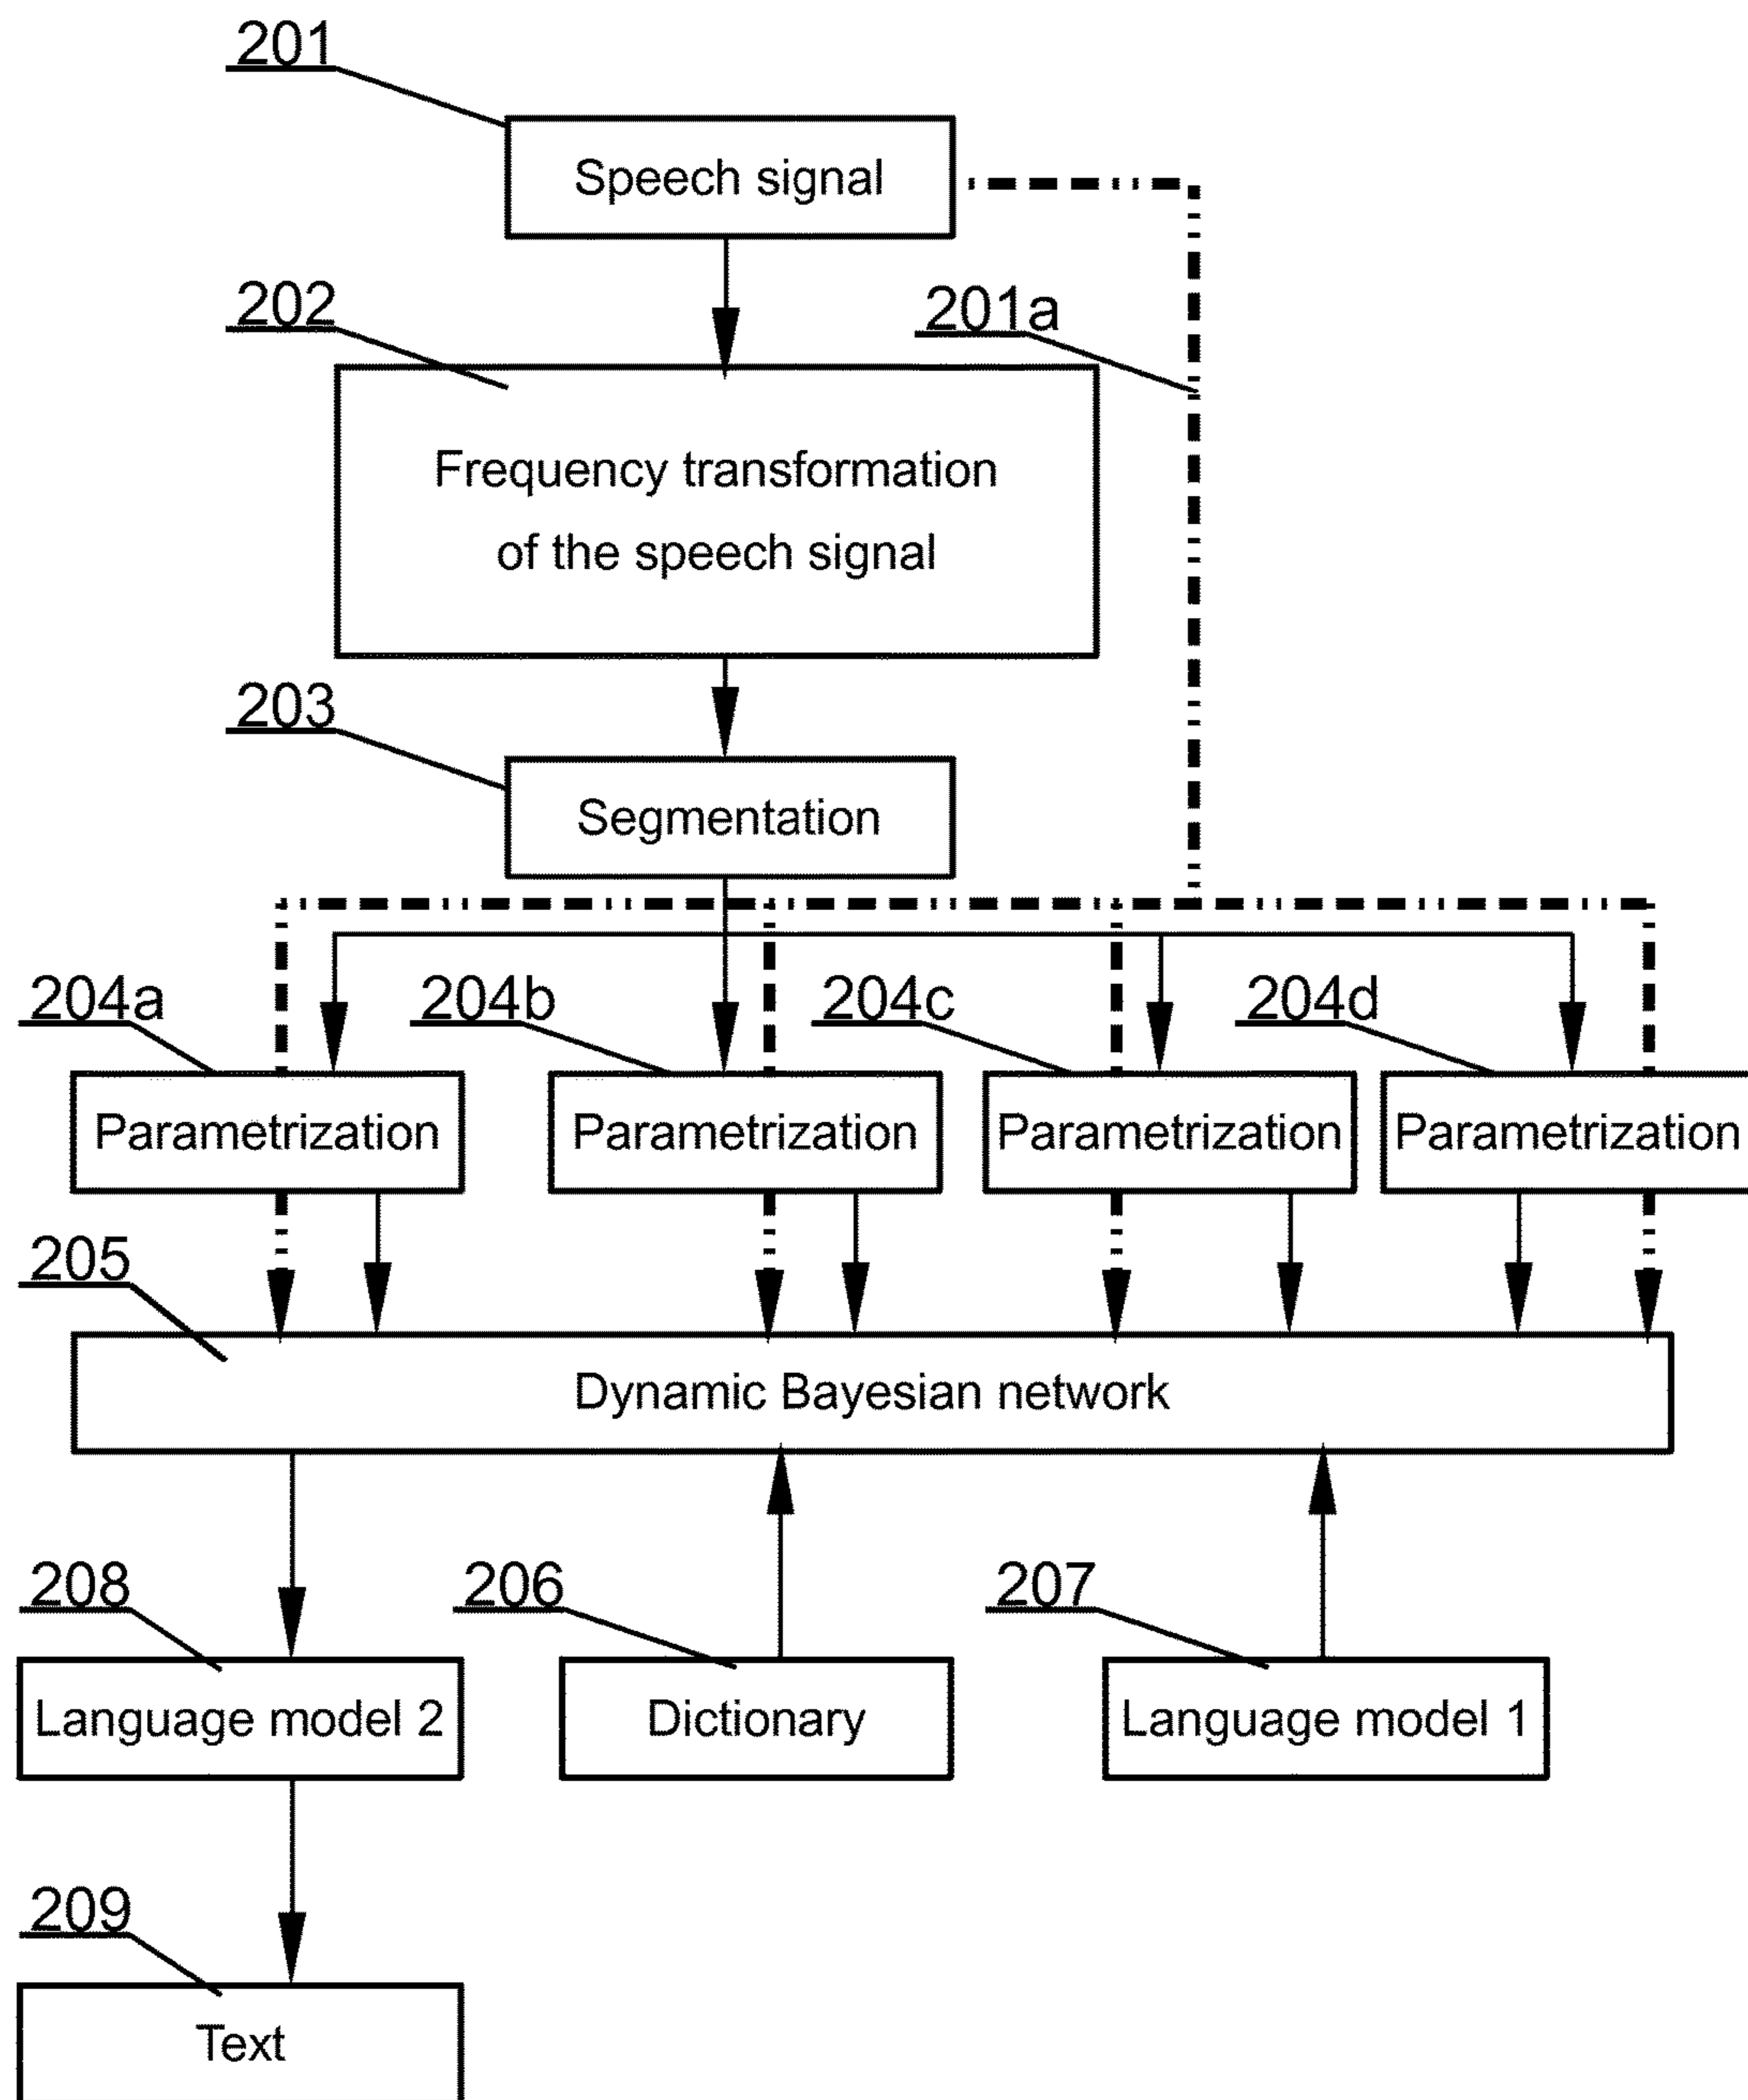 201
Speech signal
202
201a
Frequency transformation
of the speech signal
203
Segmentation
204a
204b
204c
204d
Parametrization
Parametrization
Parametrization
Parametrization
205
Dynamic Bayesian network
208
206
207
Language model 2
Dictionary
Language model 1
209
Text